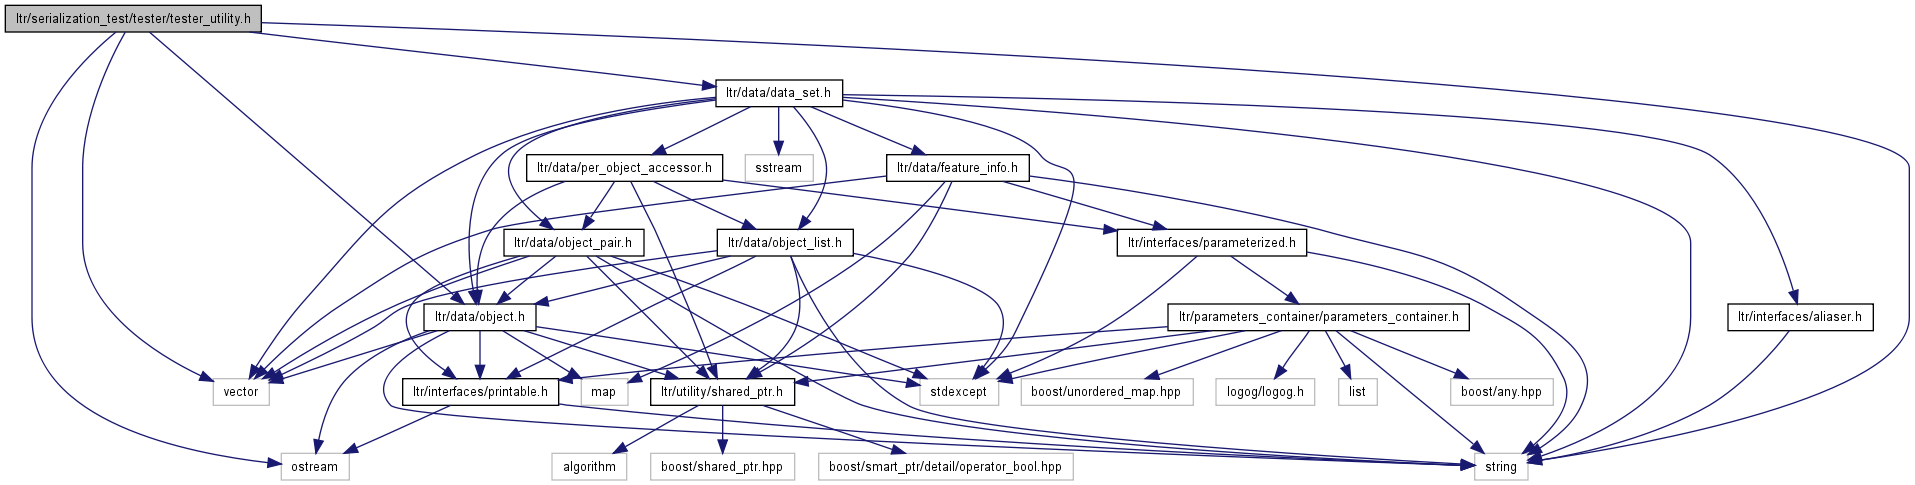 ltr/serialization_test/tester/tester_utility.h
ltr/data/data_set.h
ltr/data/per_object_accessor.h
sstream
ltr/data/feature_info.h
ltr/data/object_pair.h
ltr/data/object_list.h
ltr/interfaces/parameterized.h
ltr/data/object.h
ltr/parameters_container/parameters_container.h
ltr/interfaces/aliaser.h
vector
ltr/interfaces/printable.h
map
ltr/utility/shared_ptr.h
stdexcept
boost/unordered_map.hpp
logog/logog.h
list
boost/any.hpp
ostream
algorithm
boost/shared_ptr.hpp
boost/smart_ptr/detail/operator_bool.hpp
string